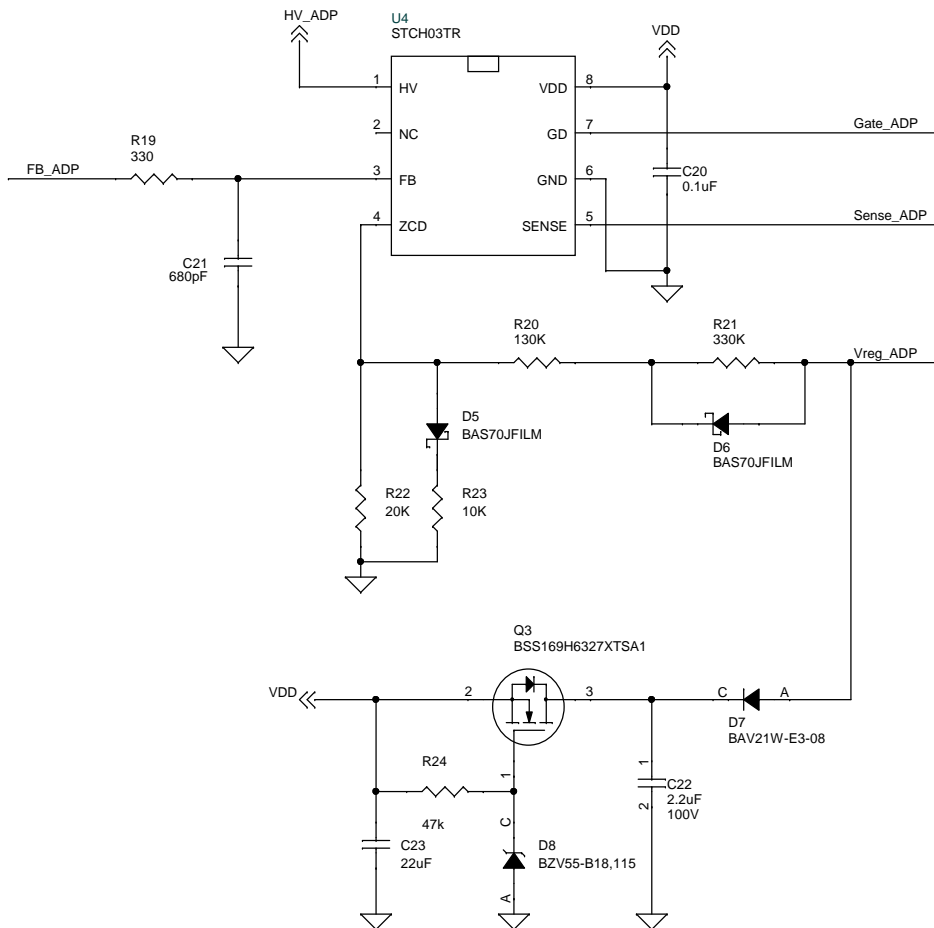 HV_ADP
U4
STCH03TR
VDD
1 HV VDD 8
2 NC GD 7 Gate_ADP
R19
330
FB_ADP
3 FB GND 6
C20
0.1uF
4 ZCD SENSE 5 Sense_ADP
C21
680pF
R20
130K
R21
330K
Vreg_ADP
D5
BAS70JFILM
D6
BAS70JFILM
R22
20K
R23
10K
Q3
BSS169H6327XTSA1
VDD
2 3 C A
D7
BAV21W-E3-08
R24
47k
1
1
C22
2.2uF
100V
2
C23
22uF
C
D8
BZV55-B18,115
A